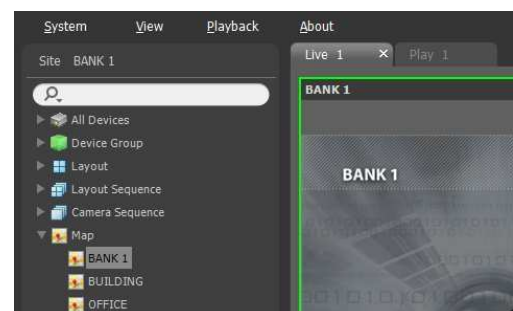 System View Playback About
Site BANK 1
Live 1 × Play 1
BANK 1
All Devices
Device Group
Layout
Layout Sequence
Camera Sequence
Map
BANK 1
BUILDING
OFFICE
BANK 1